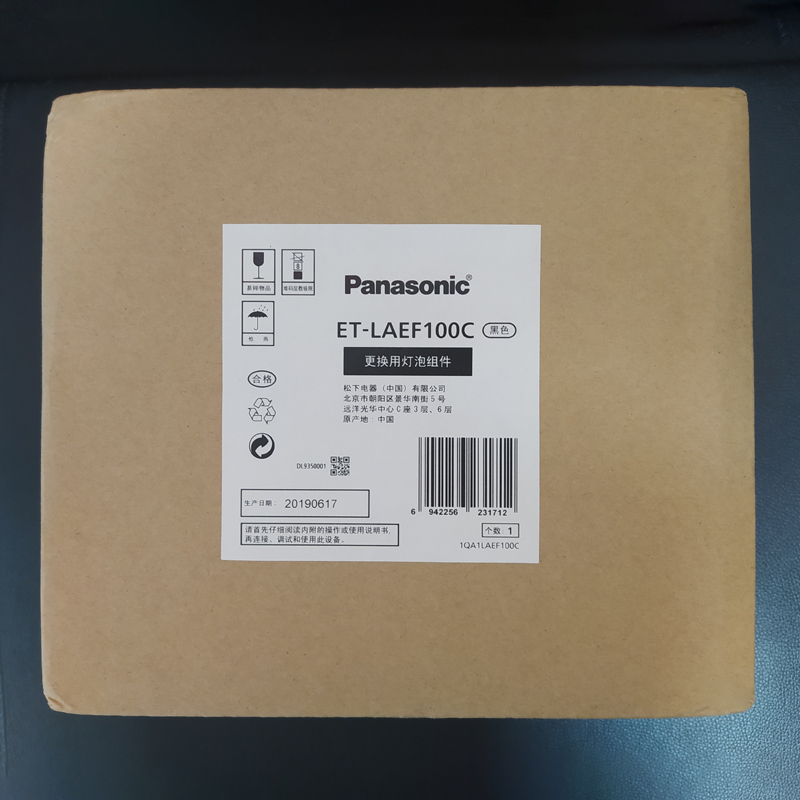 易碎物品
堆码层数极限
8
怕雨
Panasonic®
ET-LAEF100C 黑色
更换用灯泡组件
合格
松下电器（中国）有限公司
北京市朝阳区景华南街5号
远洋光华中心C座3层、6层
原产地：中国
DL9350001
生产日期： 20190617
6 942256 231712
请首先仔细阅读内附的操作或使用说明书，
再连接、调试和使用此设备。
个数 1
1QA1LAEF100C